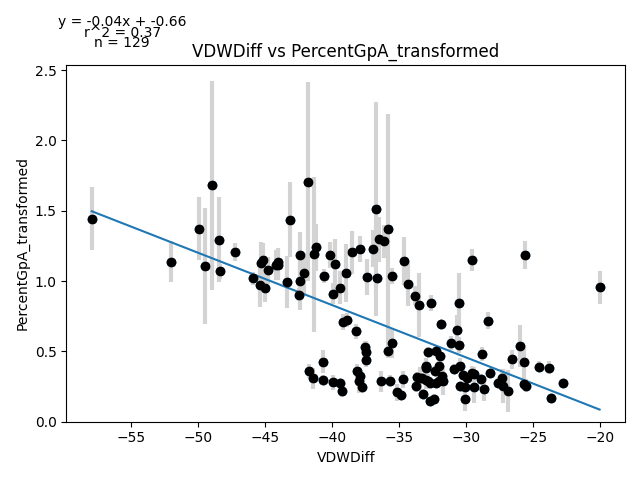 y = -0.04x + -0.66
r^2 = 0.37
n = 129
VDWDiff vs PercentGpA_transformed
PercentGpA_transformed
2.5
2.0
1.5
1.0
0.5
0.0
−55
−50
−45
−40
−35
−30
−25
−20
VDWDiff